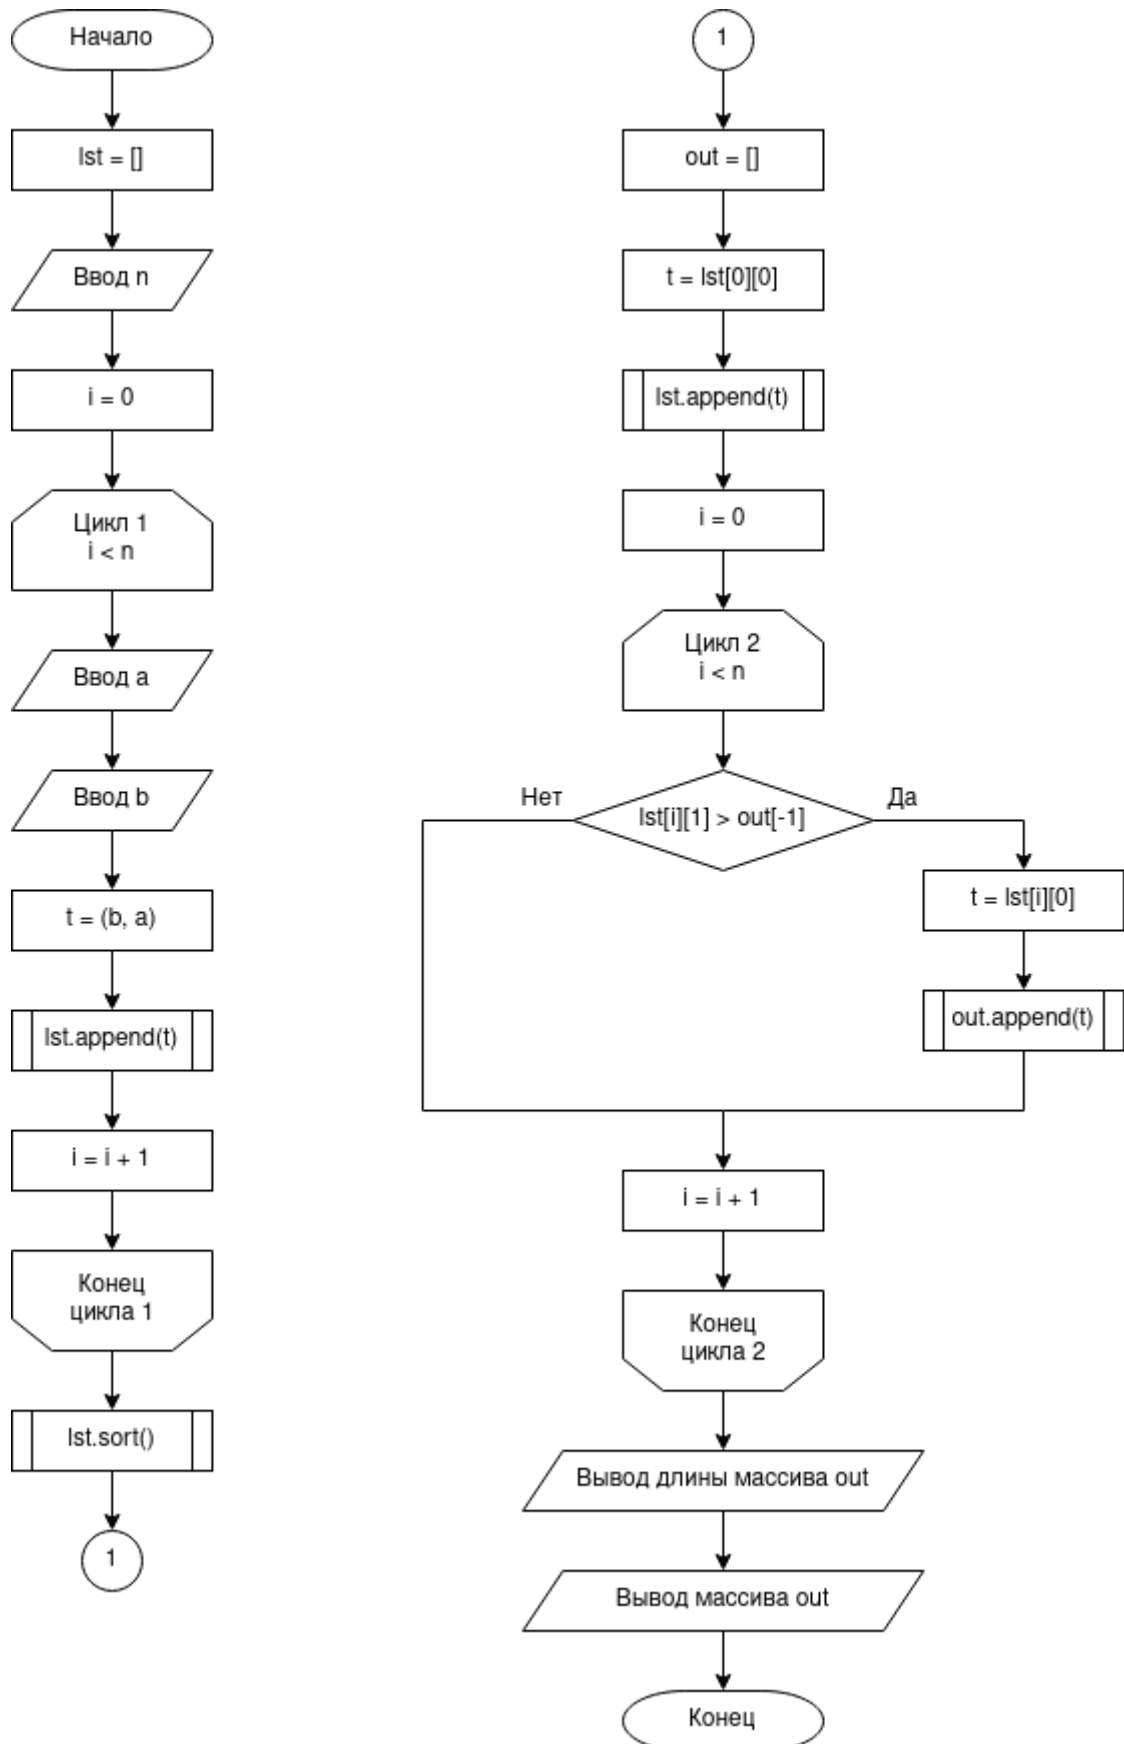 Начало
lst = []
Ввод n
i = 0
Цикл 1
i < n
Ввод a
Ввод b
t = (b, a)
lst.append(t)
i = i + 1
Конец
цикла 1
lst.sort()
1
1
out = []
t = lst[0][0]
lst.append(t)
i = 0
Цикл 2
i < n
Нет
lst[i][1] > out[-1]
Да
t = lst[i][0]
out.append(t)
i = i + 1
Конец
цикла 2
Вывод длины массива out
Вывод массива out
Конец